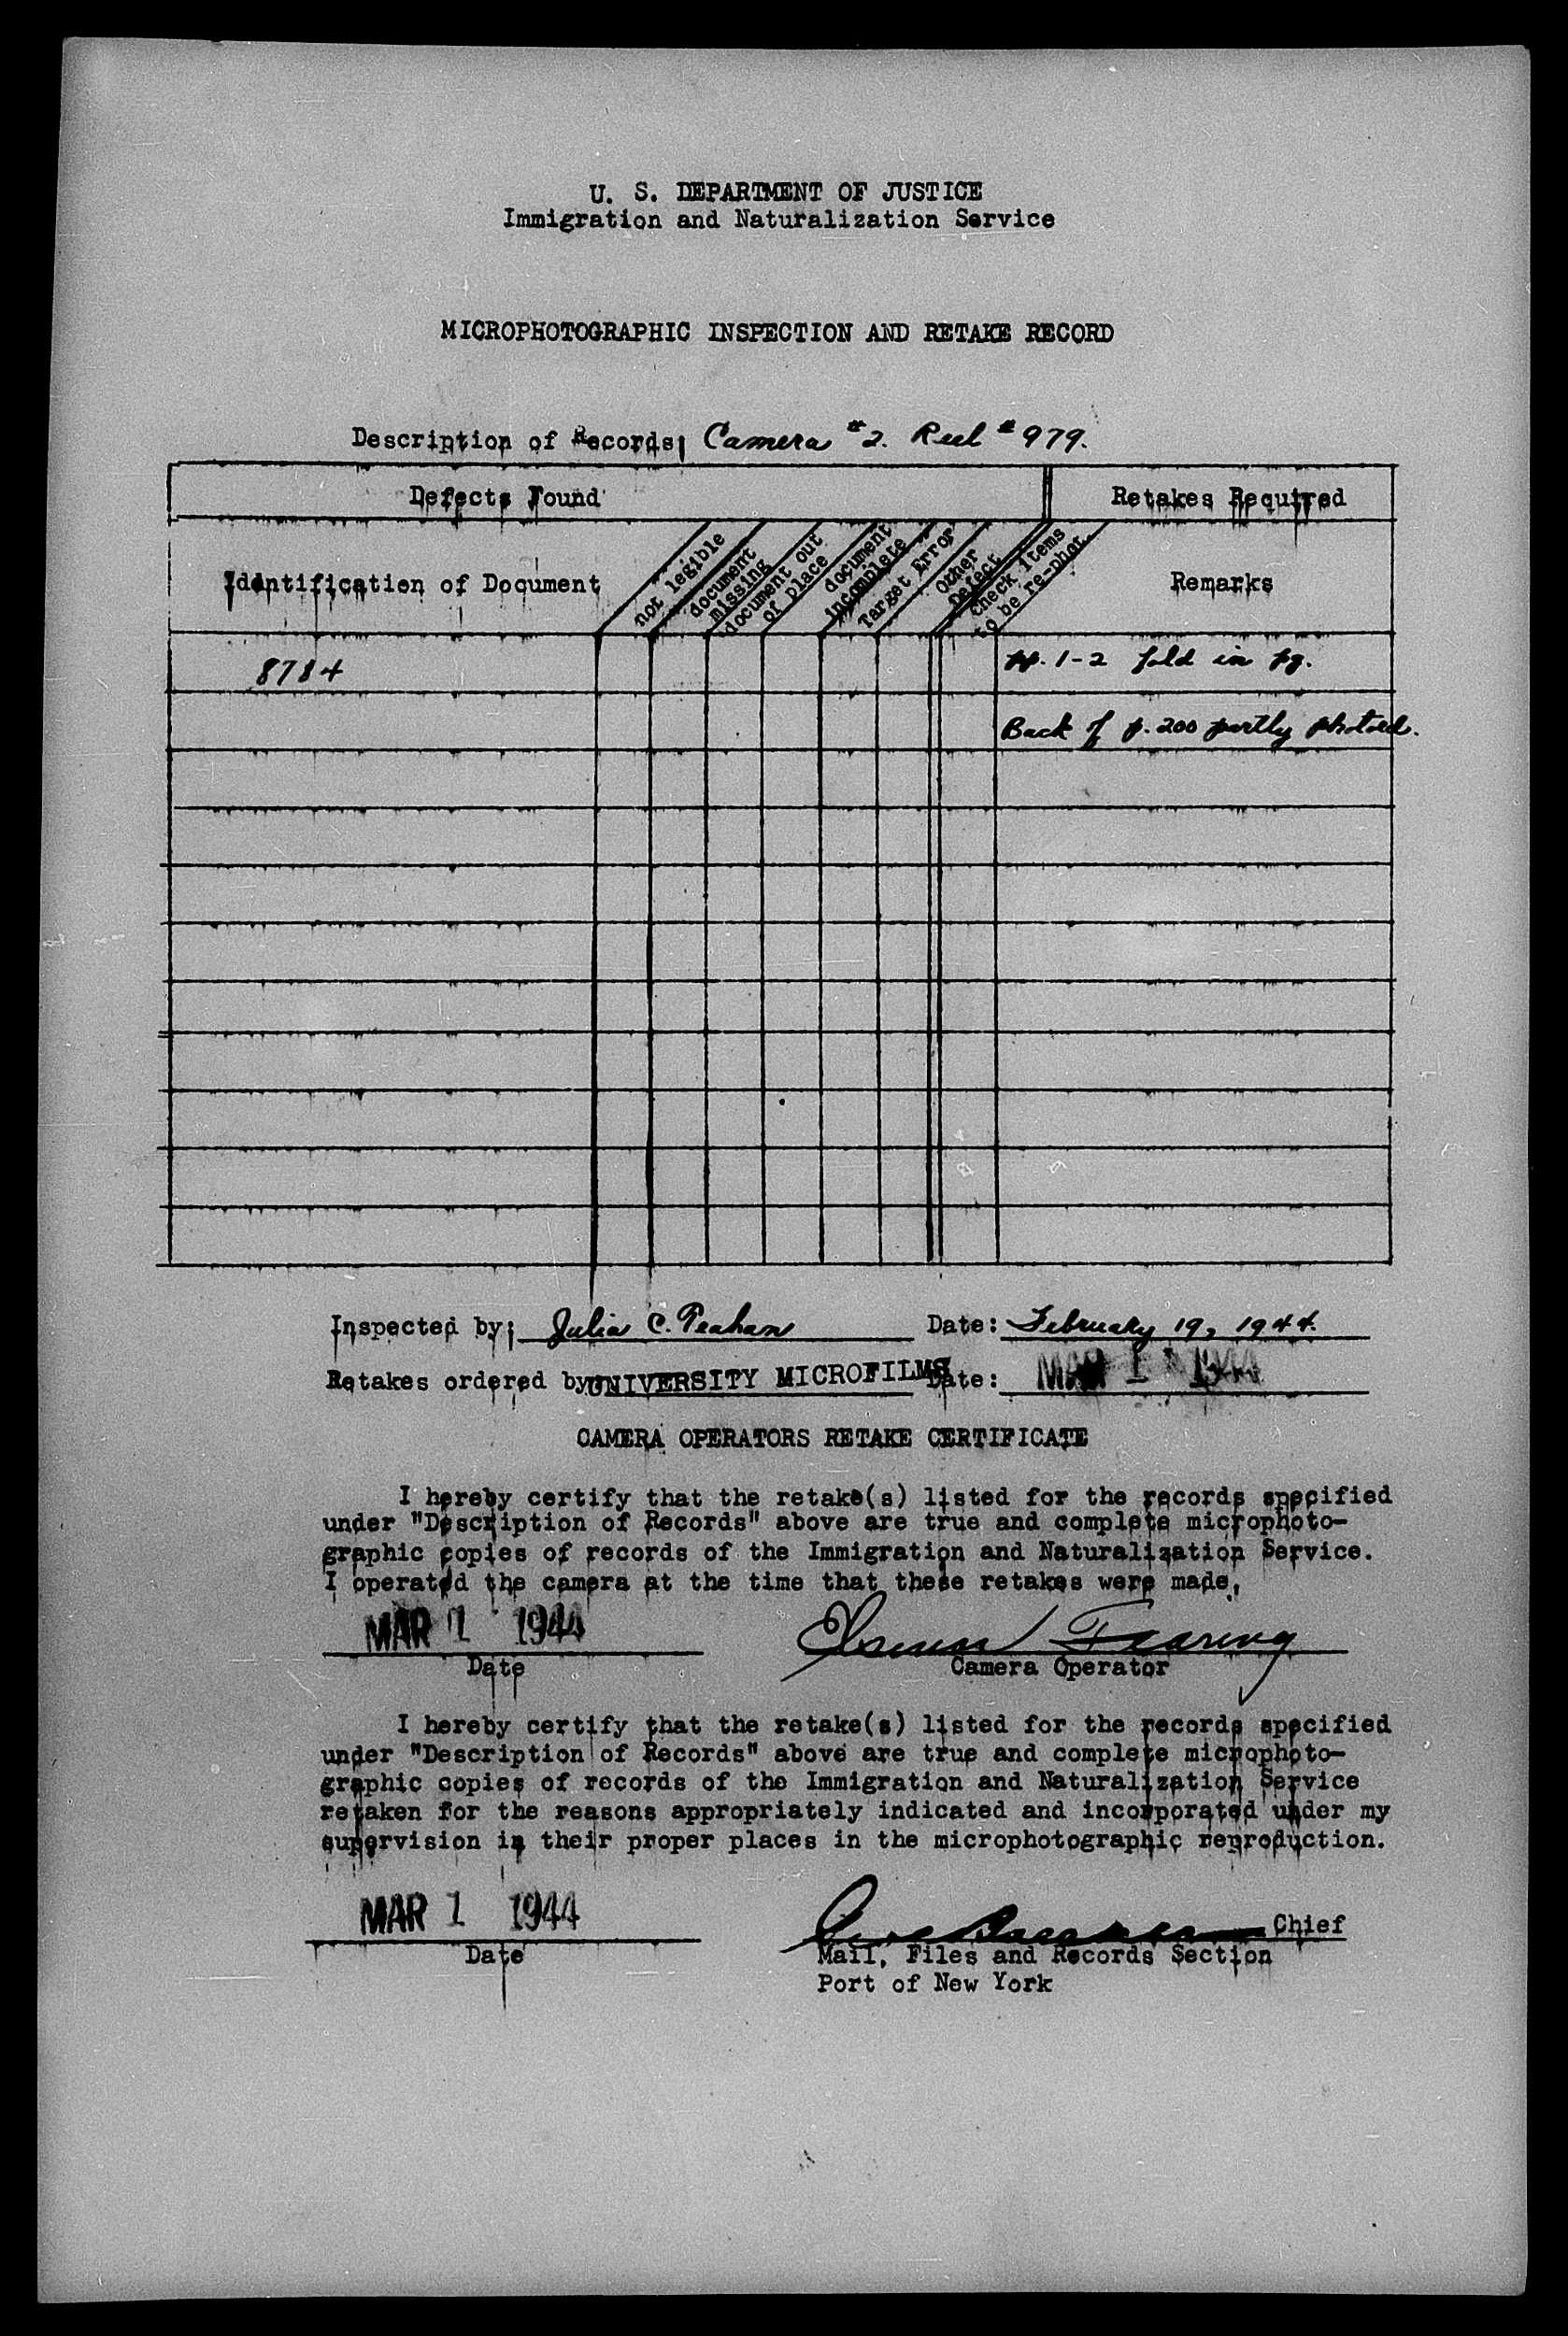 U. S. DEPARTMENT OF JUSTICE
Immigration and Naturalization Service
MICROPHOTOGRAPHIC INSPECTION AND RETAKE RECORD
Description of Records: Camera #2. Reel #979.
Defects Found Retakes Required
Identification of Document
not legible
document missing
document out of place
document incomplete
Target Error
Other Defect
Check items to be re-phot.
Remarks
8784 pp. 1-2 fold in pg.
Back of p. 200 partly photoed.
Inspected by: Julia C. Date: February 19, 1944.
Retakes ordered by: UNIVERSITY MICROFILMS Date: MAR 1 1944
CAMERA OPERATORS RETAKE CERTIFICATE
I hereby certify that the retake(s) listed for the records specified
under "Description of Records" above are true and complete microphoto-
graphic copies of records of the Immigration and Naturalization Service.
I operated the camera at the time that these retakes were made.
MAR 1 1944
Date Camera Operator
I hereby certify that the retake(s) listed for the records specified
under "Description of Records" above are true and complete microphoto-
graphic copies of records of the Immigration and Naturalization Service
retaken for the reasons appropriately indicated and incorporated under my
supervision in their proper places in the microphotographic reproduction.
MAR 1 1944 Chief
Date Mail, Files and Records Section
Port of New York